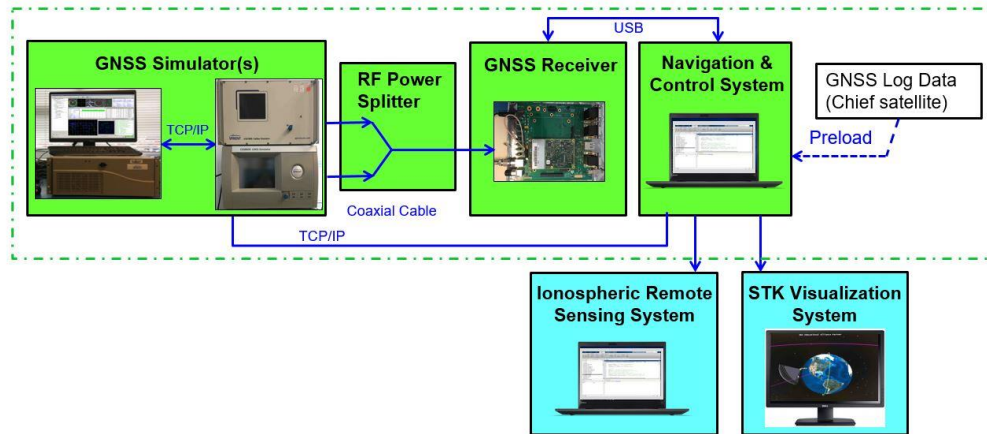 USB
GNSS Simulator(s)
TCP/IP
RF Power
Splitter
Coaxial Cable
GNSS Receiver
Navigation &
Control System
GNSS Log Data
(Chief satellite)
Preload
TCP/IP
Ionospheric Remote
Sensing System
STK Visualization
System